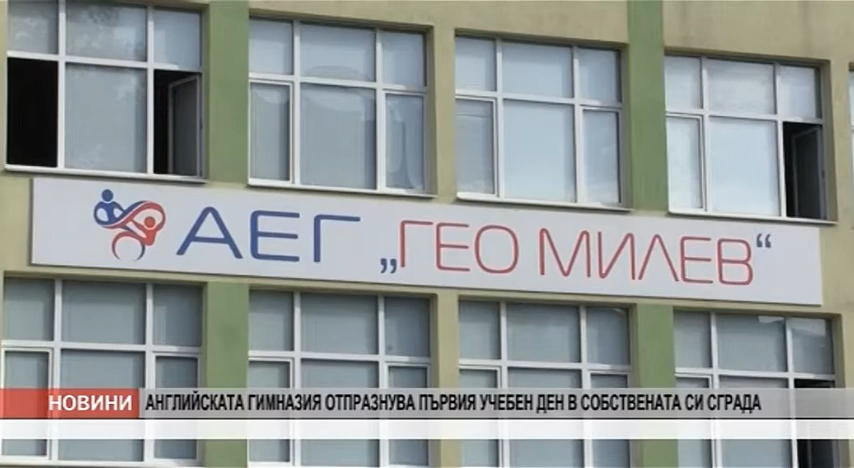 АЕГ „ГЕО МИЛЕВ“
НОВИНИ АНГЛИЙСКАТА ГИМНАЗИЯ ОТПРАЗНУВА ПЪРВИЯ УЧЕБЕН ДЕН В СОБСТВЕНАТА СИ СГРАДА